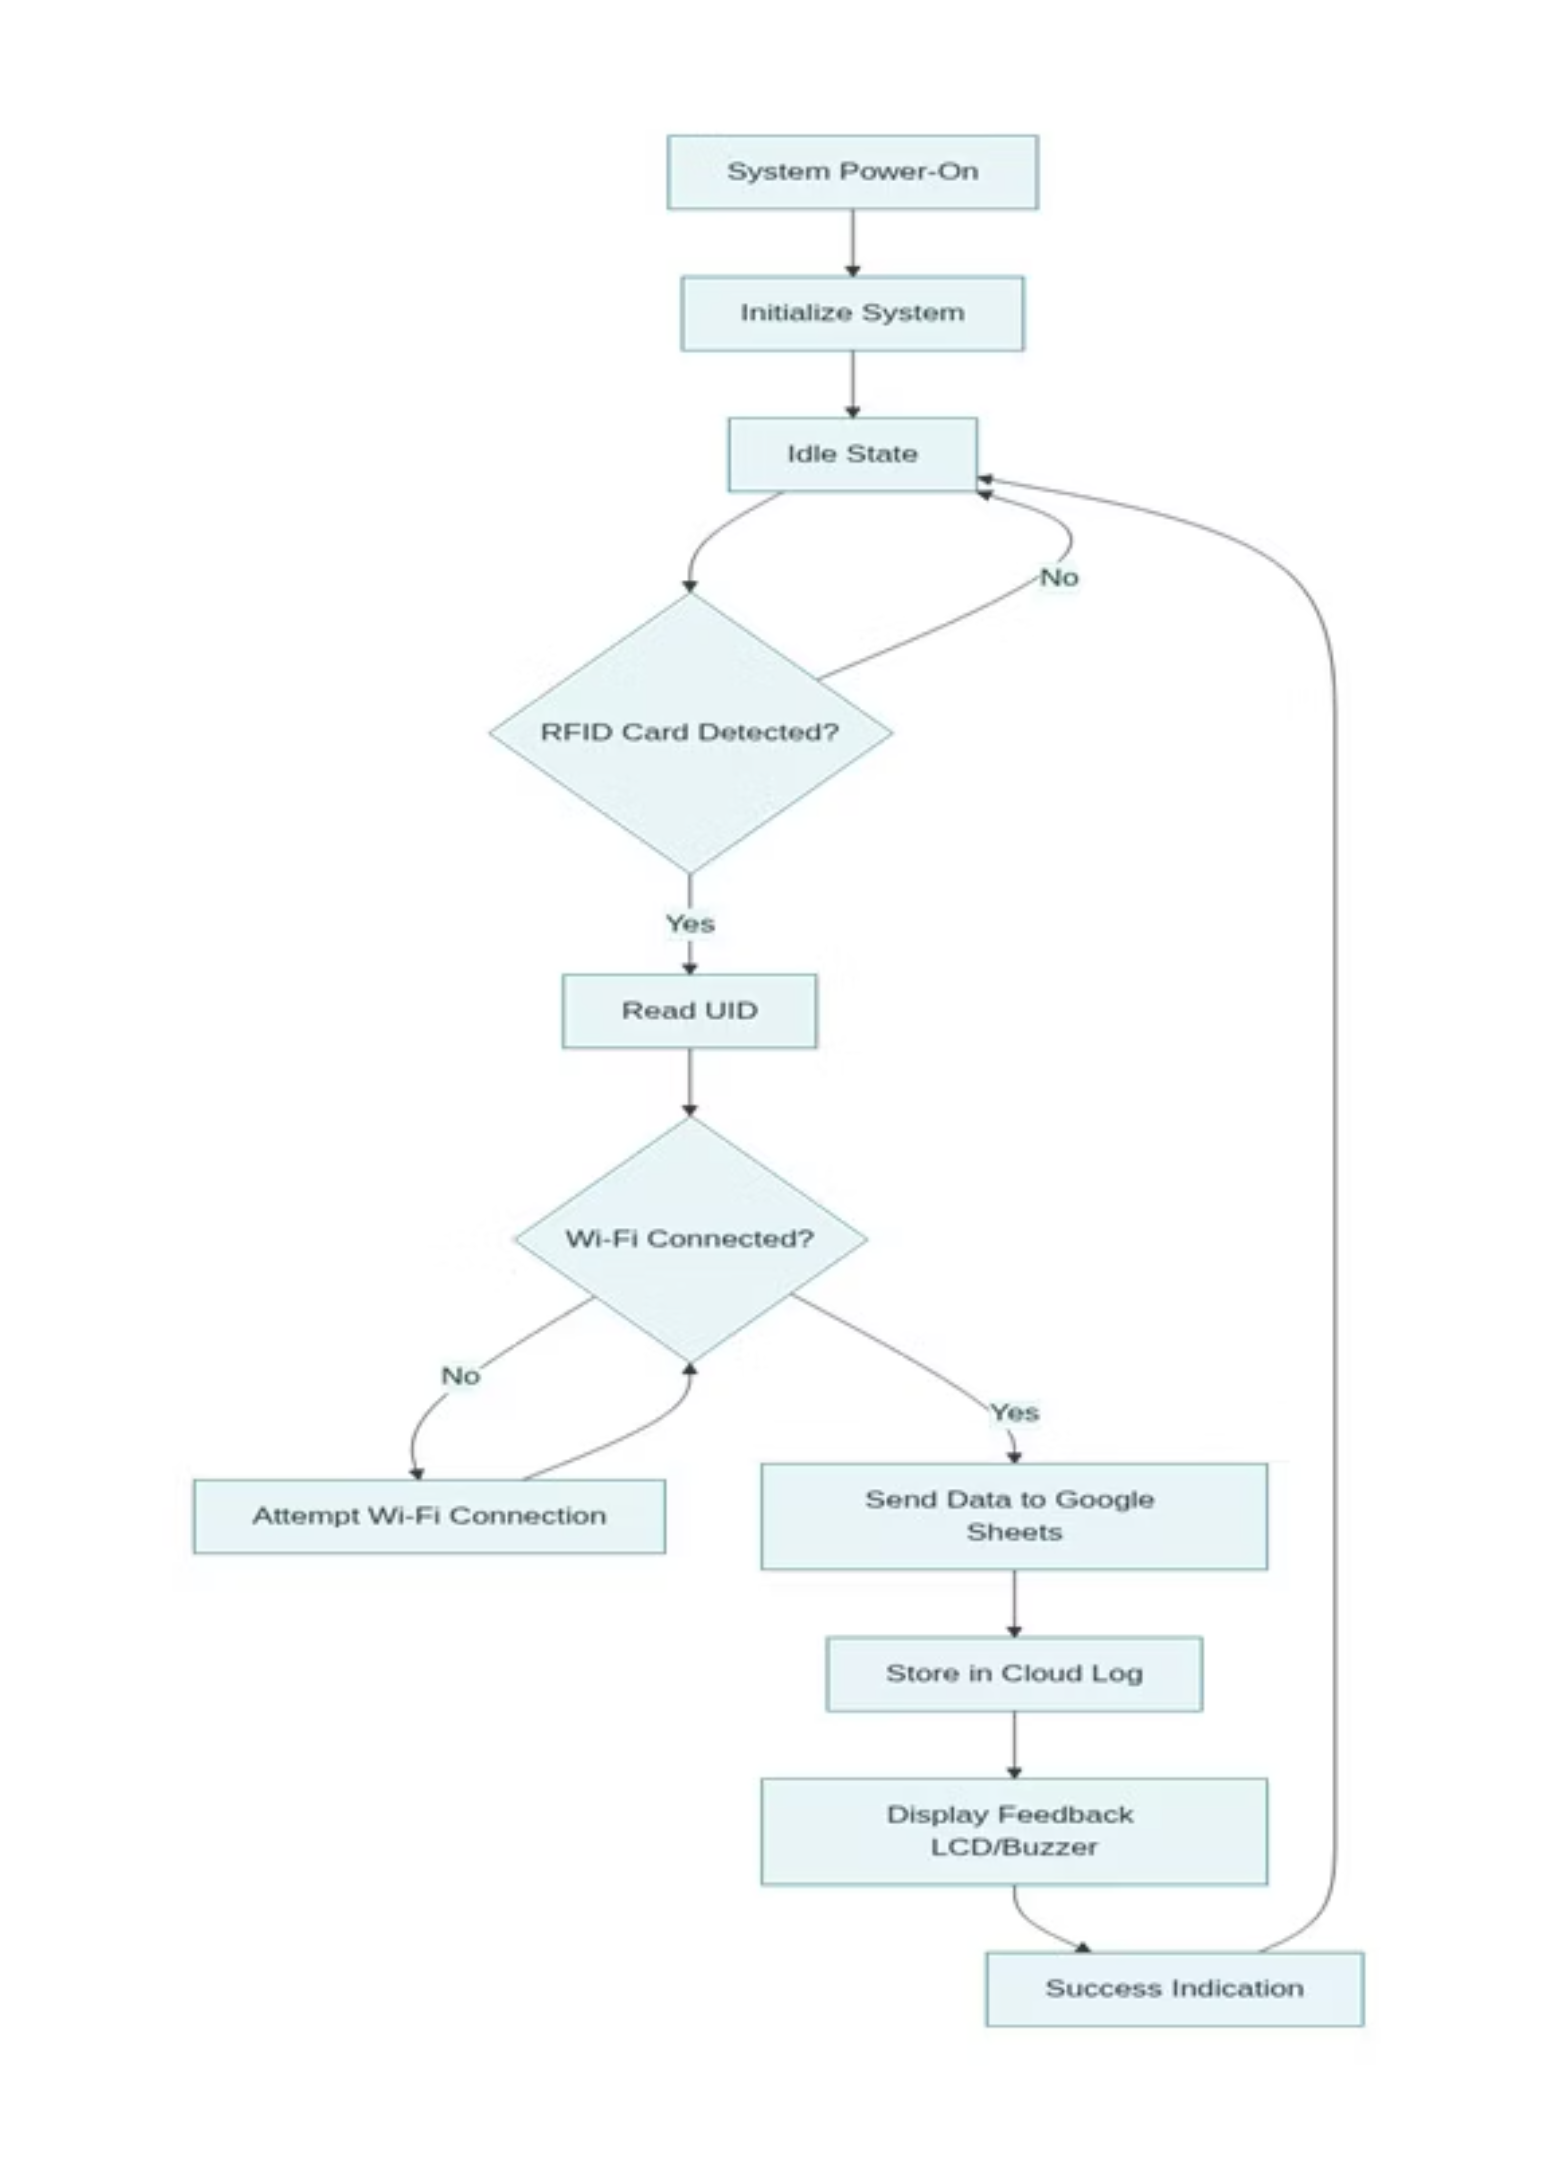 System Power-On
Initialize System
Idle State
No
RFID Card Detected?
Yes
Read UID
Wi-Fi Connected?
No
Yes
Attempt Wi-Fi Connection
Send Data to Google
Sheets
Store in Cloud Log
Display Feedback
LCD/Buzzer
Success Indication